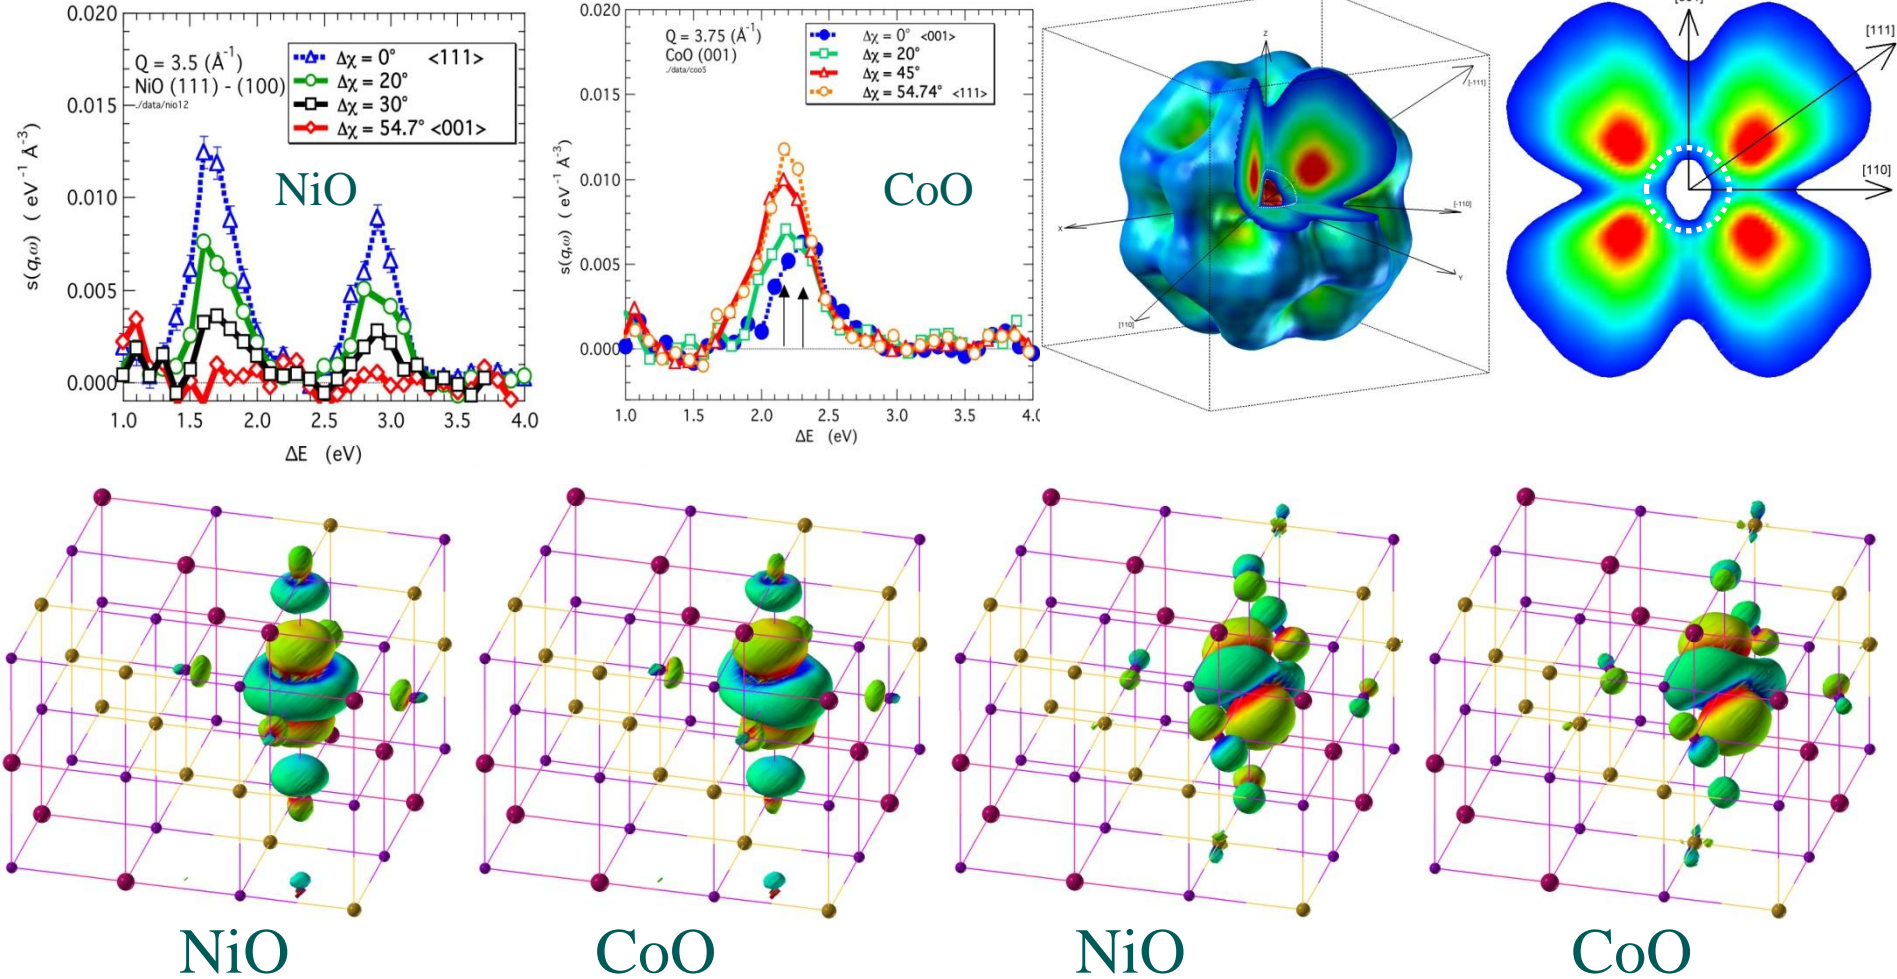 0.020
0.015
0.010
0.005
0.000
s(q,ω) ( eV⁻¹ Å⁻³)
Q = 3.5 (Å⁻¹)
NiO (111) - (100)
./data/nio12
Δχ = 0° <111>
Δχ = 20°
Δχ = 30°
Δχ = 54.7° <001>
NiO
1.0 1.5 2.0 2.5 3.0 3.5 4.0
ΔE (eV)
0.020
0.015
0.010
0.005
0.000
s(q,ω) ( eV⁻¹ Å⁻³)
Q = 3.75 (Å⁻¹)
CoO (001)
./data/coo5
Δχ = 0° <001>
Δχ = 20°
Δχ = 45°
Δχ = 54.74° <111>
CoO
1.0 1.5 2.0 2.5 3.0 3.5 4.0
ΔE (eV)
Z
[-111]
[-110]
X
Y
[110]
[111]
[110]
NiO
CoO
NiO
CoO